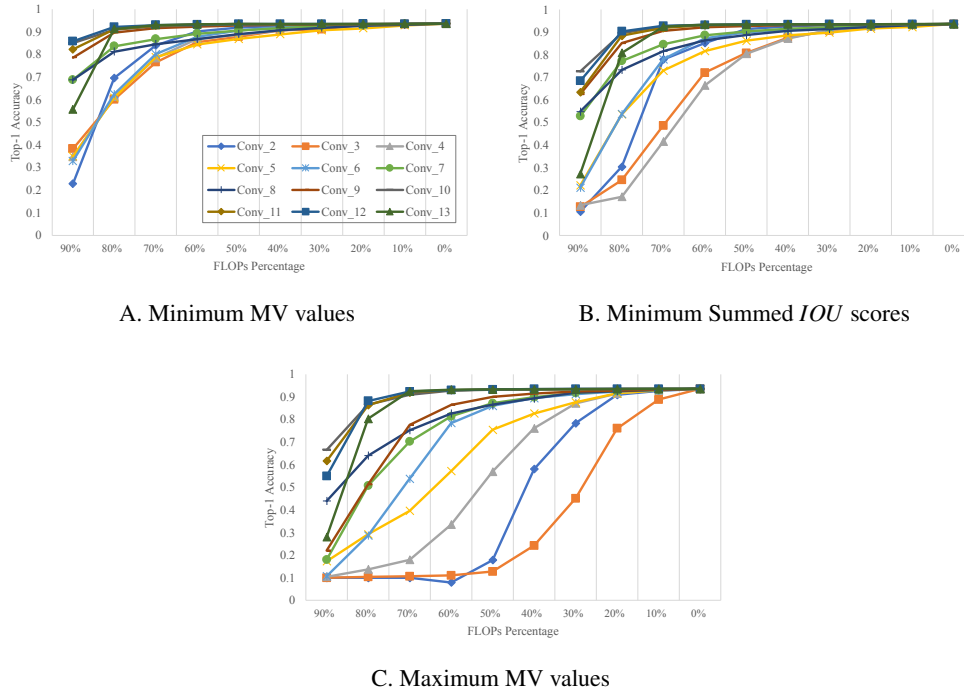 1
0.9
0.8
0.7
0.6
0.5
0.4
0.3
0.2
0.1
0
Top-1 Accuracy
Conv_2 Conv_3 Conv_4
Conv_5 Conv_6 Conv_7
Conv_8 Conv_9 Conv_10
Conv_11 Conv_12 Conv_13
90% 80% 70% 60% 50% 40% 30% 20% 10% 0%
FLOPs Percentage
A. Minimum MV values
1
0.9
0.8
0.7
0.6
0.5
0.4
0.3
0.2
0.1
0
Top-1 Accuracy
90% 80% 70% 60% 50% 40% 30% 20% 10% 0%
FLOPs Percentage
B. Minimum Summed IOU scores
1
0.9
0.8
0.7
0.6
0.5
0.4
0.3
0.2
0.1
0
Top-1 Accuracy
90% 80% 70% 60% 50% 40% 30% 20% 10% 0%
FLOPs Percentage
C. Maximum MV values